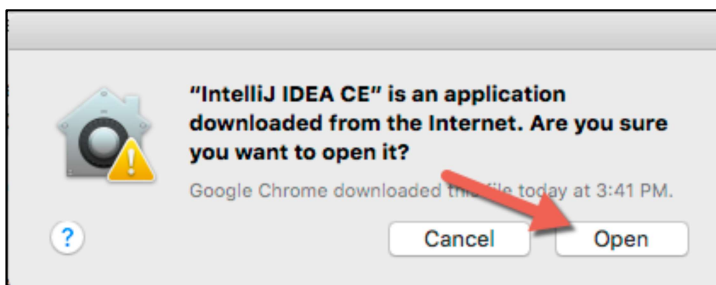 “IntelliJ IDEA CE” is an application
downloaded from the Internet. Are you sure
you want to open it?
Google Chrome downloaded this file today at 3:41 PM.
?
Cancel
Open